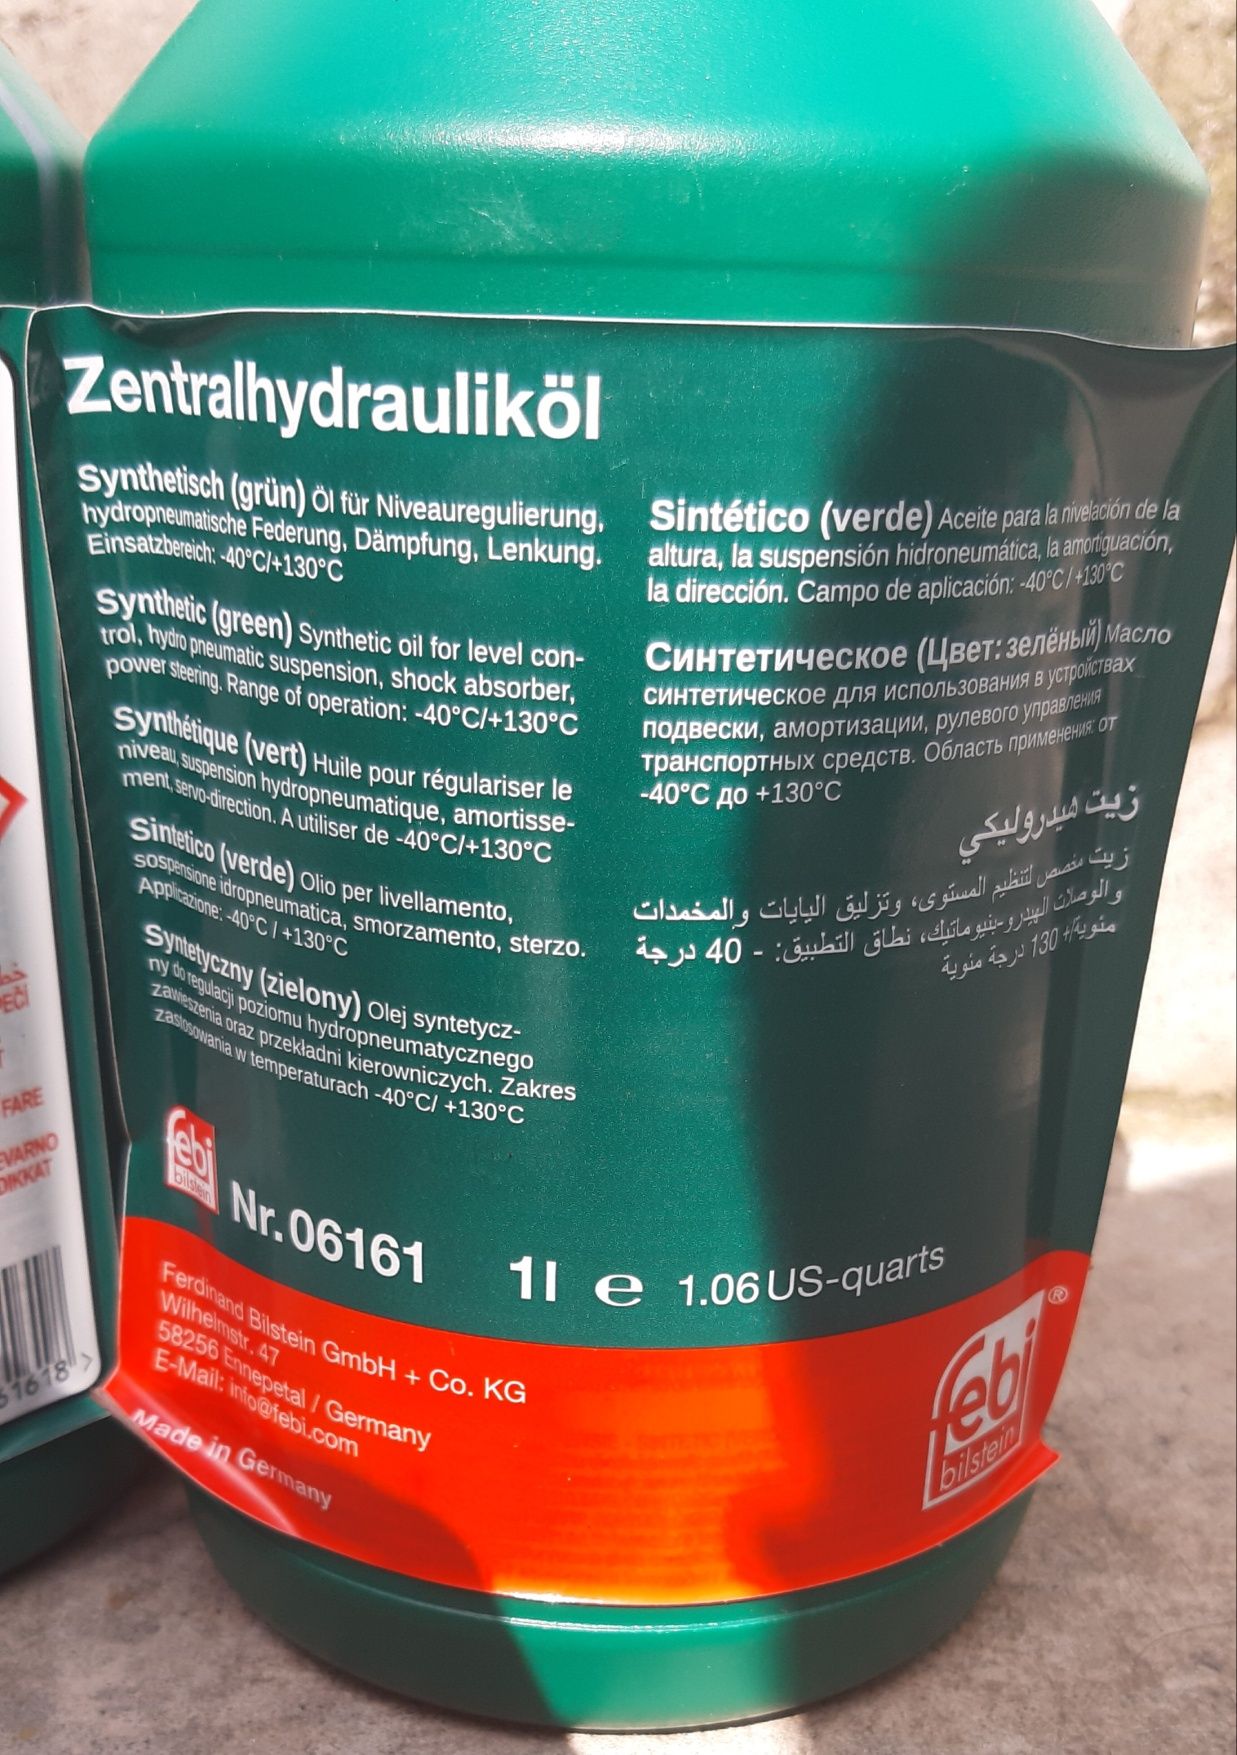 Zentralhydrauliköl
Synthetisch (grün) Öl für Niveauregulierung,
hydropneumatische Federung, Dämpfung, Lenkung.
Einsatzbereich: -40°C/+130°C
Synthetic (green) Synthetic oil for level con-
trol, hydro pneumatic suspension, shock absorber,
power steering. Range of operation: -40°C/+130°C
Synthétique (vert) Huile pour régulariser le
niveau, suspension hydropneumatique, amortisse-
ment, servo-direction. A utiliser de -40°C/+130°C
Sintetico (verde) Olio per livellamento,
sospensione idropneumatica, smorzamento, sterzo.
Applicazione: -40°C / +130°C
Syntetyczny (zielony) Olej syntetycz-
ny do regulacji poziomu hydropneumatycznego
zawieszenia oraz przekładni kierowniczych. Zakres
zastosowania w temperaturach -40°C/ +130°C
Sintético (verde) Aceite para la nivelación de la
altura, la suspensión hidroneumática, la amortiguación,
la dirección. Campo de aplicación: -40°C / +130°C
Синтетическое (Цвет: зелёный) Масло
синтетическое для использования в устройствах
подвески, амортизации, рулевого управления
транспортных средств. Область применения: от
-40°C до +130°C
زيت هيدروليكي
زيت مخصص لتنظيم المستوى، وتزليق اليايات والمخمدات
والوصلات الهيدرو-بنيوماتيك، نطاق التطبيق: - 40 درجة
مئوية/+ 130 درجة مئوية
febi
bilstein
Nr. 06161 1l e 1.06 US-quarts
Ferdinand Bilstein GmbH + Co. KG
Wilhelmstr. 47
58256 Ennepetal / Germany
E-Mail: info@febi.com
Made in Germany
febi ®
bilstein
FARE
DIKKAT